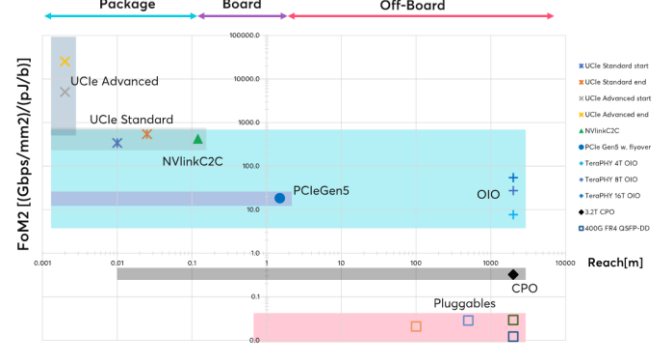 Package Board Off-Board
FoM2 [(Gbps/mm2)/(pJ/b)]
100000.0
10000.0
1000.0
100.0
10.0
1.0
0.1
0.0
UCIe Advanced
UCIe Standard
NVlinkC2C
PCIeGen5
OIO
0.001 0.01 0.1 1 10 100 1000 10000
Reach[m]
CPO
Pluggables
UCIe Standard start
UCIe Standard end
UCIe Advanced start
UCIe Advanced end
NVlinkC2C
PCIe Gen5 w. flyover
TeraPHY 4T OIO
TeraPHY 8T OIO
TeraPHY 16T OIO
3.2T CPO
400G FR4 QSFP-DD